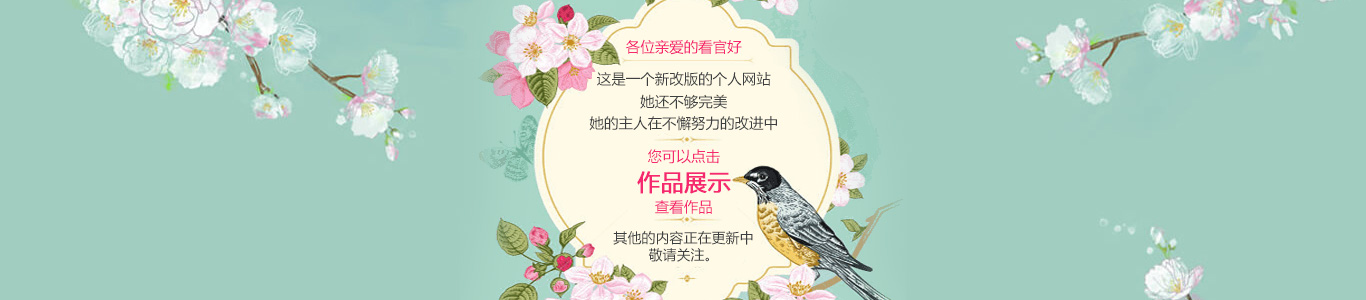 各位亲爱的看官好
这是一个新改版的个人网站
她还不够完美
她的主人在不懈努力的改进中
您可以点击
作品展示
查看作品
其他的内容正在更新中
敬请关注。